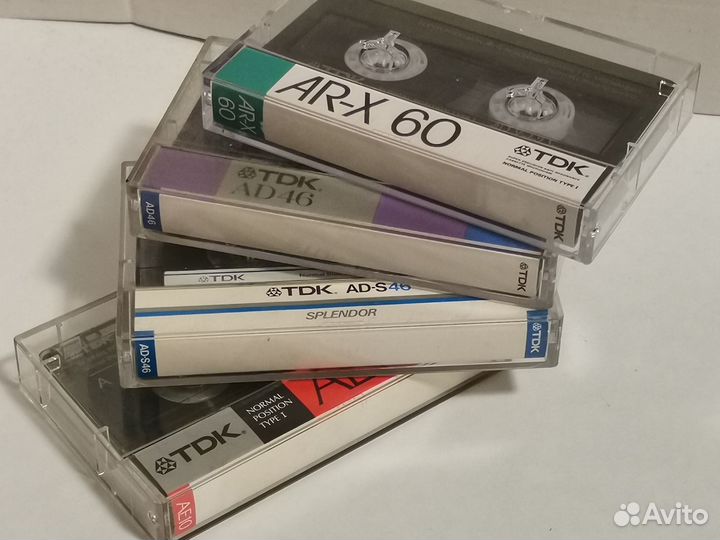 AR-X 60
TDK
NORMAL POSITION TYPE I
AR-X
60
TDK
TDK.
AD46
AD46
TDK
TDK
TDK. AD-S46
SPLENDOR
AD-S46
TDK
A
NORMAL
POSITION
TYPE I
TDK.
AE10
Avito